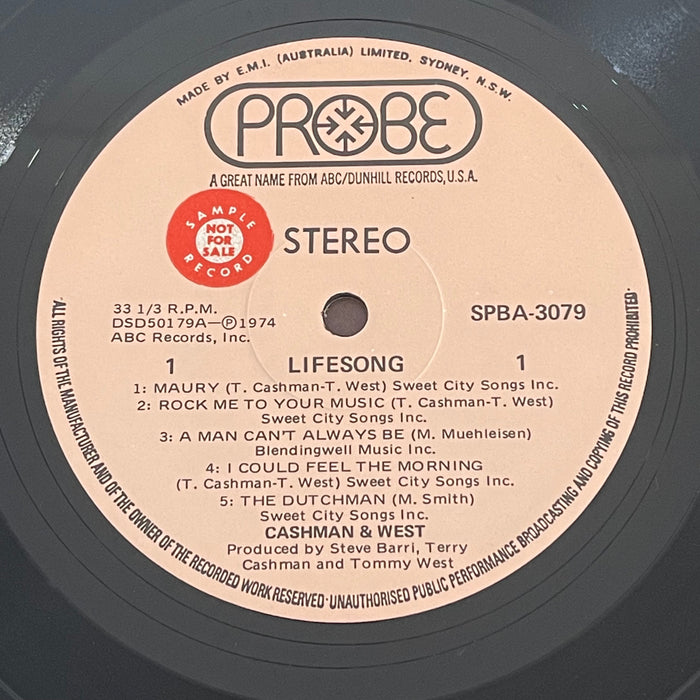 MADE BY E.M.I. (AUSTRALIA) LIMITED. SYDNEY. N.S.W.
PROBE
A GREAT NAME FROM ABC/DUNHILL RECORDS, U.S.A.
SAMPLE
NOT
FOR
SALE
RECORD
STEREO
33 1/3 R.P.M.
DSD50179A—Ⓟ1974
ABC Records, Inc.
SPBA-3079
1 LIFESONG 1
1: MAURY (T. Cashman-T. West) Sweet City Songs Inc.
2: ROCK ME TO YOUR MUSIC (T. Cashman-T. West)
Sweet City Songs Inc.
3: A MAN CAN'T ALWAYS BE (M. Muehleisen)
Blendingwell Music Inc.
4: I COULD FEEL THE MORNING
(T. Cashman-T. West) Sweet City Songs Inc.
5: THE DUTCHMAN (M. Smith)
Sweet City Songs Inc.
CASHMAN & WEST
Produced by Steve Barri, Terry
Cashman and Tommy West
·ALL RIGHTS OF THE MANUFACTURER AND OF THE OWNER OF THE RECORDED WORK RESERVED·UNAUTHORISED PUBLIC PERFORMANCE BROADCASTING AND COPYING OF THIS RECORD PROHIBITED·